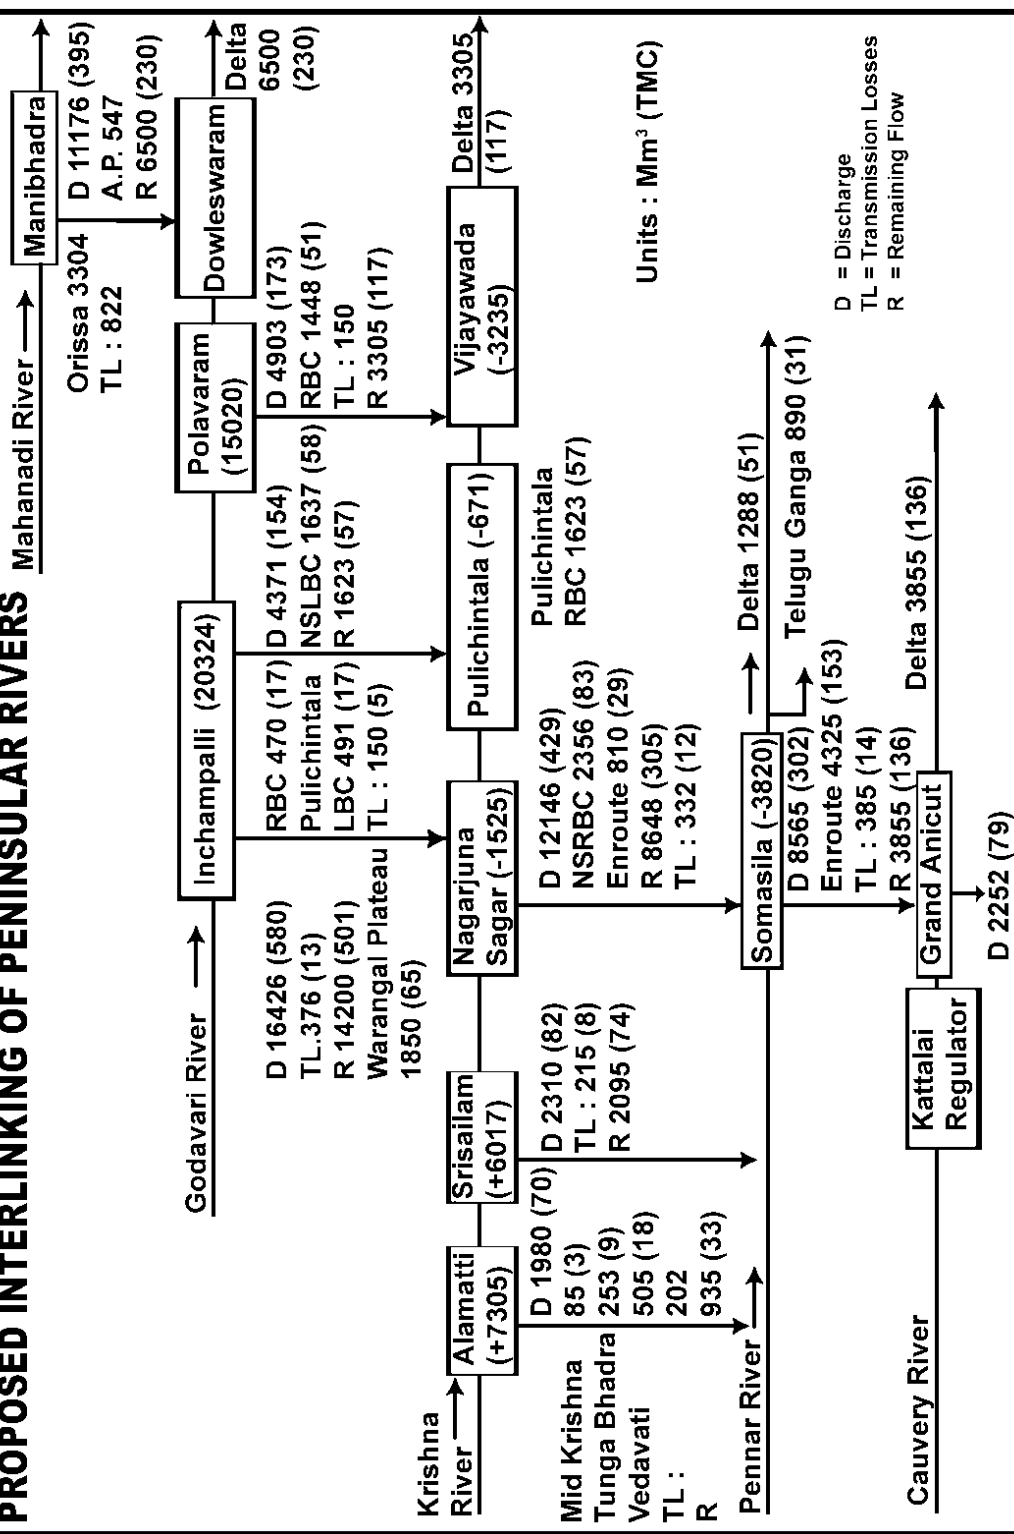 PROPOSED INTERLINKING OF PENINSULAR RIVERS
Mahanadi River
Manibhadra
Orissa 3304
TL : 822
D 11176 (395)
A.P. 547
R 6500 (230)
Godavari River
Inchampalli (20324)
Polavaram
(15020)
Dowleswaram
Delta
6500
(230)
D 16426 (580)
TL.376 (13)
R 14200 (501)
Warangal Plateau
1850 (65)
RBC 470 (17)
Pulichintala
LBC 491 (17)
TL : 150 (5)
D 4371 (154)
NSLBC 1637 (58)
R 1623 (57)
D 4903 (173)
RBC 1448 (51)
TL : 150
R 3305 (117)
Krishna
River
Alamatti
(+7305)
Srisailam
(+6017)
Nagarjuna
Sagar (-1525)
Pulichintala (-671)
Vijayawada
(-3235)
Delta 3305
(117)
D 1980 (70)
Mid Krishna 85 (3)
Tunga Bhadra 253 (9)
Vedavati 505 (18)
TL : 202
R 935 (33)
D 2310 (82)
TL : 215 (8)
R 2095 (74)
D 12146 (429)
NSRBC 2356 (83)
Enroute 810 (29)
R 8648 (305)
TL : 332 (12)
Pulichintala
RBC 1623 (57)
Units : Mm³ (TMC)
Pennar River
Somasila (-3820)
Delta 1288 (51)
Telugu Ganga 890 (31)
D 8565 (302)
Enroute 4325 (153)
TL : 385 (14)
R 3855 (136)
D = Discharge
TL = Transmission Losses
R = Remaining Flow
Cauvery River
Kattalai
Regulator
Grand Anicut
Delta 3855 (136)
D 2252 (79)